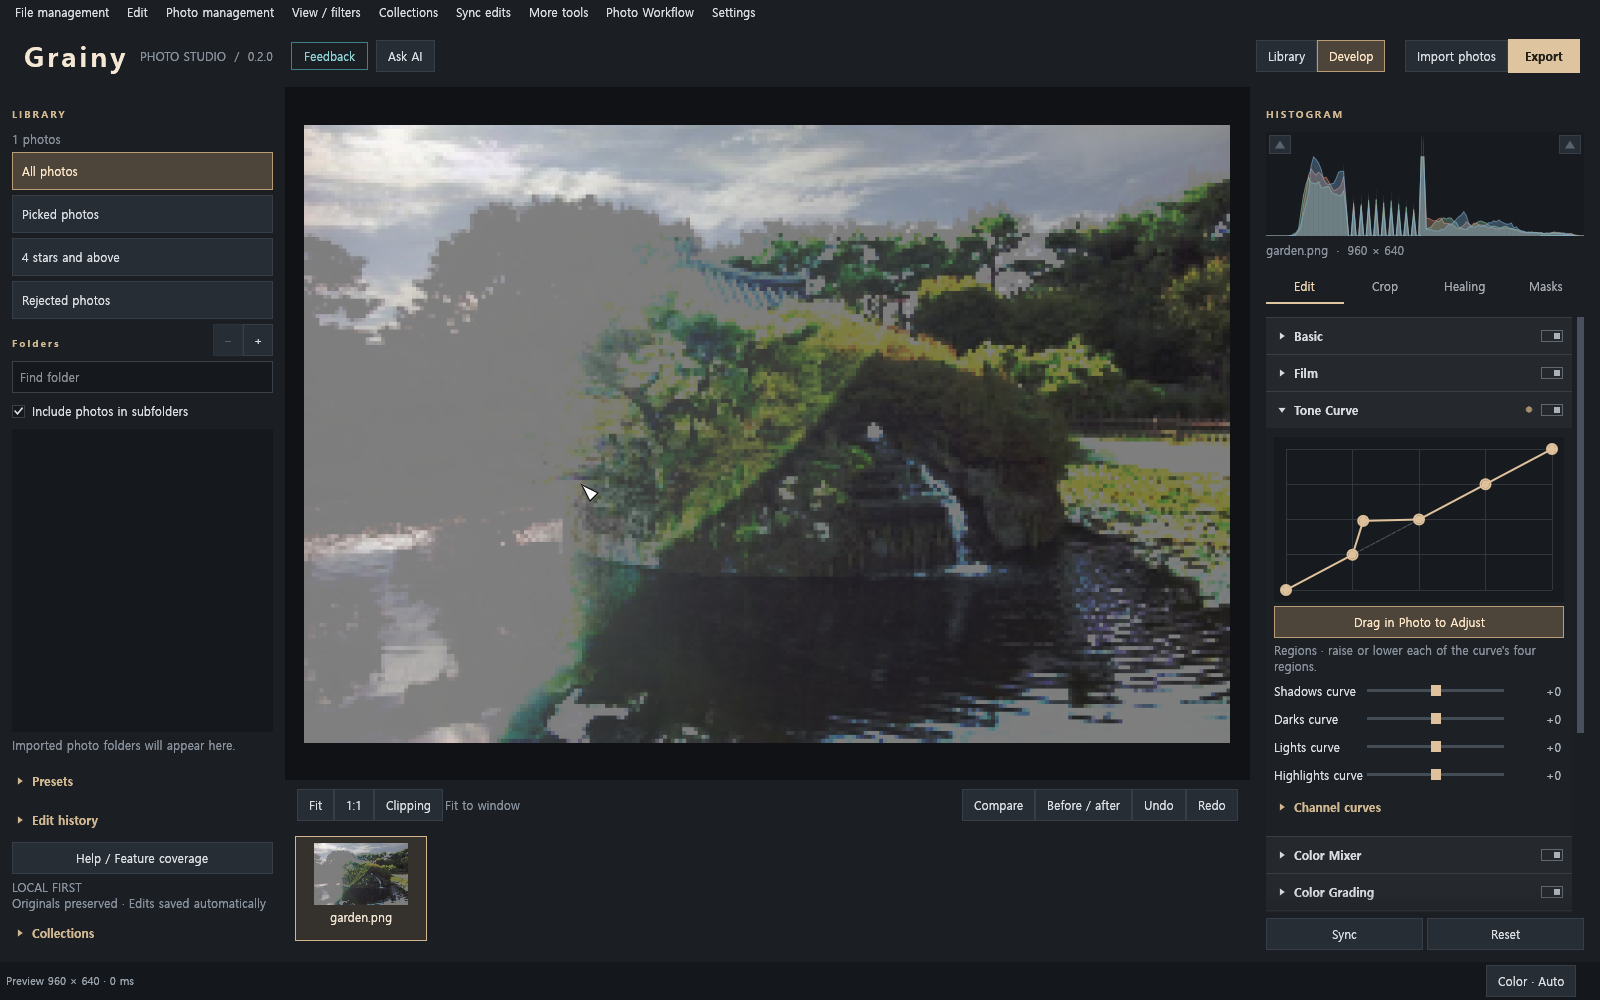 File management Edit Photo management View / filters Collections Sync edits More tools Photo Workflow Settings
Grainy PHOTO STUDIO / 0.2.0 Feedback Ask AI Library Develop Import photos Export
LIBRARY
1 photos
All photos
Picked photos
4 stars and above
Rejected photos
Folders − +
Find folder
Include photos in subfolders
Imported photo folders will appear here.
Presets
Edit history
Help / Feature coverage
LOCAL FIRST
Originals preserved · Edits saved automatically
Collections
Fit 1:1 Clipping Fit to window Compare Before / after Undo Redo
garden.png
HISTOGRAM
garden.png · 960 × 640
Edit Crop Healing Masks
Basic
Film
Tone Curve
Drag in Photo to Adjust
Regions · raise or lower each of the curve's four
regions.
Shadows curve +0
Darks curve +0
Lights curve +0
Highlights curve +0
Channel curves
Color Mixer
Color Grading
Sync Reset
Preview 960 × 640 · 0 ms Color · Auto